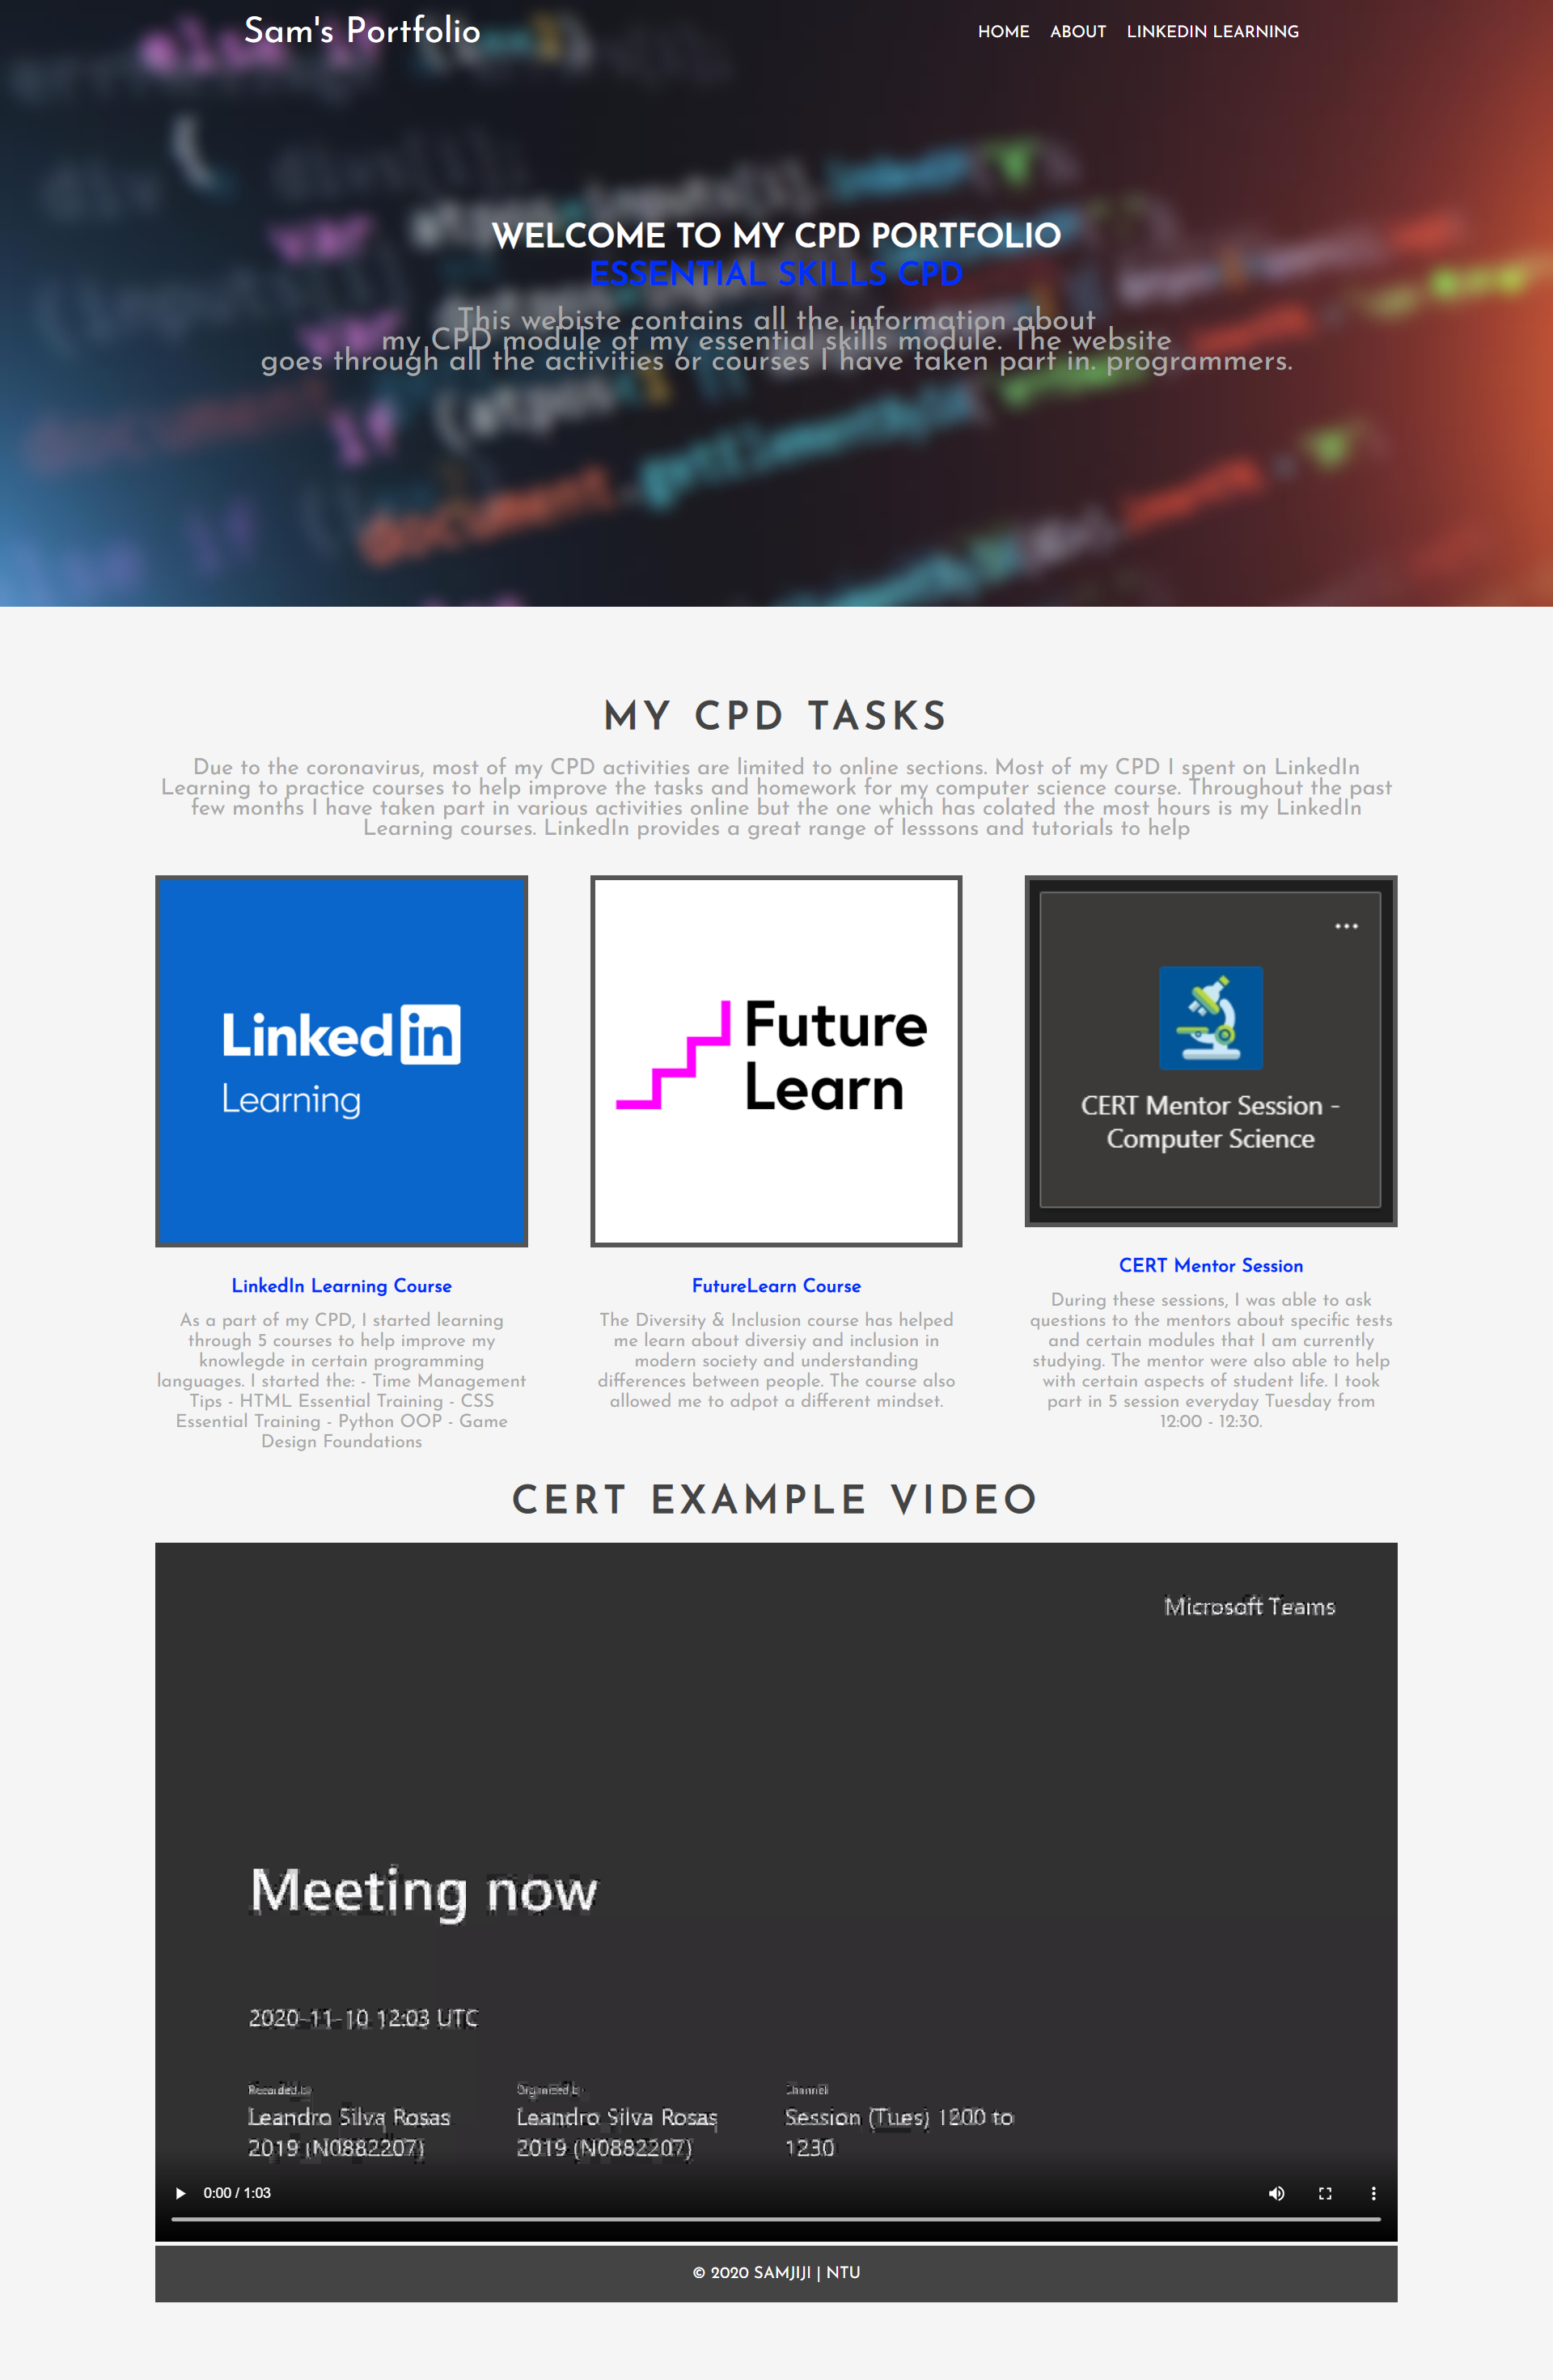 Sam's Portfolio
HOME ABOUT LINKEDIN LEARNING
WELCOME TO MY CPD PORTFOLIO
ESSENTIAL SKILLS CPD
This webiste contains all the information about
my CPD module of my essential skills module. The website
goes through all the activities or courses I have taken part in. programmers.
MY CPD TASKS
Due to the coronavirus, most of my CPD activities are limited to online sections. Most of my CPD I spent on LinkedIn
Learning to practice courses to help improve the tasks and homework for my computer science course. Throughout the past
few months I have taken part in various activities online but the one which has colated the most hours is my LinkedIn
Learning courses. LinkedIn provides a great range of lesssons and tutorials to help
Linked in
Learning
Future
Learn
CERT Mentor Session -
Computer Science
LinkedIn Learning Course
As a part of my CPD, I started learning
through 5 courses to help improve my
knowlegde in certain programming
languages. I started the: - Time Management
Tips - HTML Essential Training - CSS
Essential Training - Python OOP - Game
Design Foundations
FutureLearn Course
The Diversity & Inclusion course has helped
me learn about diversiy and inclusion in
modern society and understanding
differences between people. The course also
allowed me to adpot a different mindset.
CERT Mentor Session
During these sessions, I was able to ask
questions to the mentors about specific tests
and certain modules that I am currently
studying. The mentor were also able to help
with certain aspects of student life. I took
part in 5 session everyday Tuesday from
12:00 - 12:30.
CERT EXAMPLE VIDEO
Microsoft Teams
Meeting now
2020-11-10 12:03 UTC
Recorded by
Organized by
Channel
Leandro Silva Rosas
2019 (N0882207)
Leandro Silva Rosas
2019 (N0882207)
Session (Tues) 1200 to
1230
0:00 / 1:03
© 2020 SAMJIJI | NTU